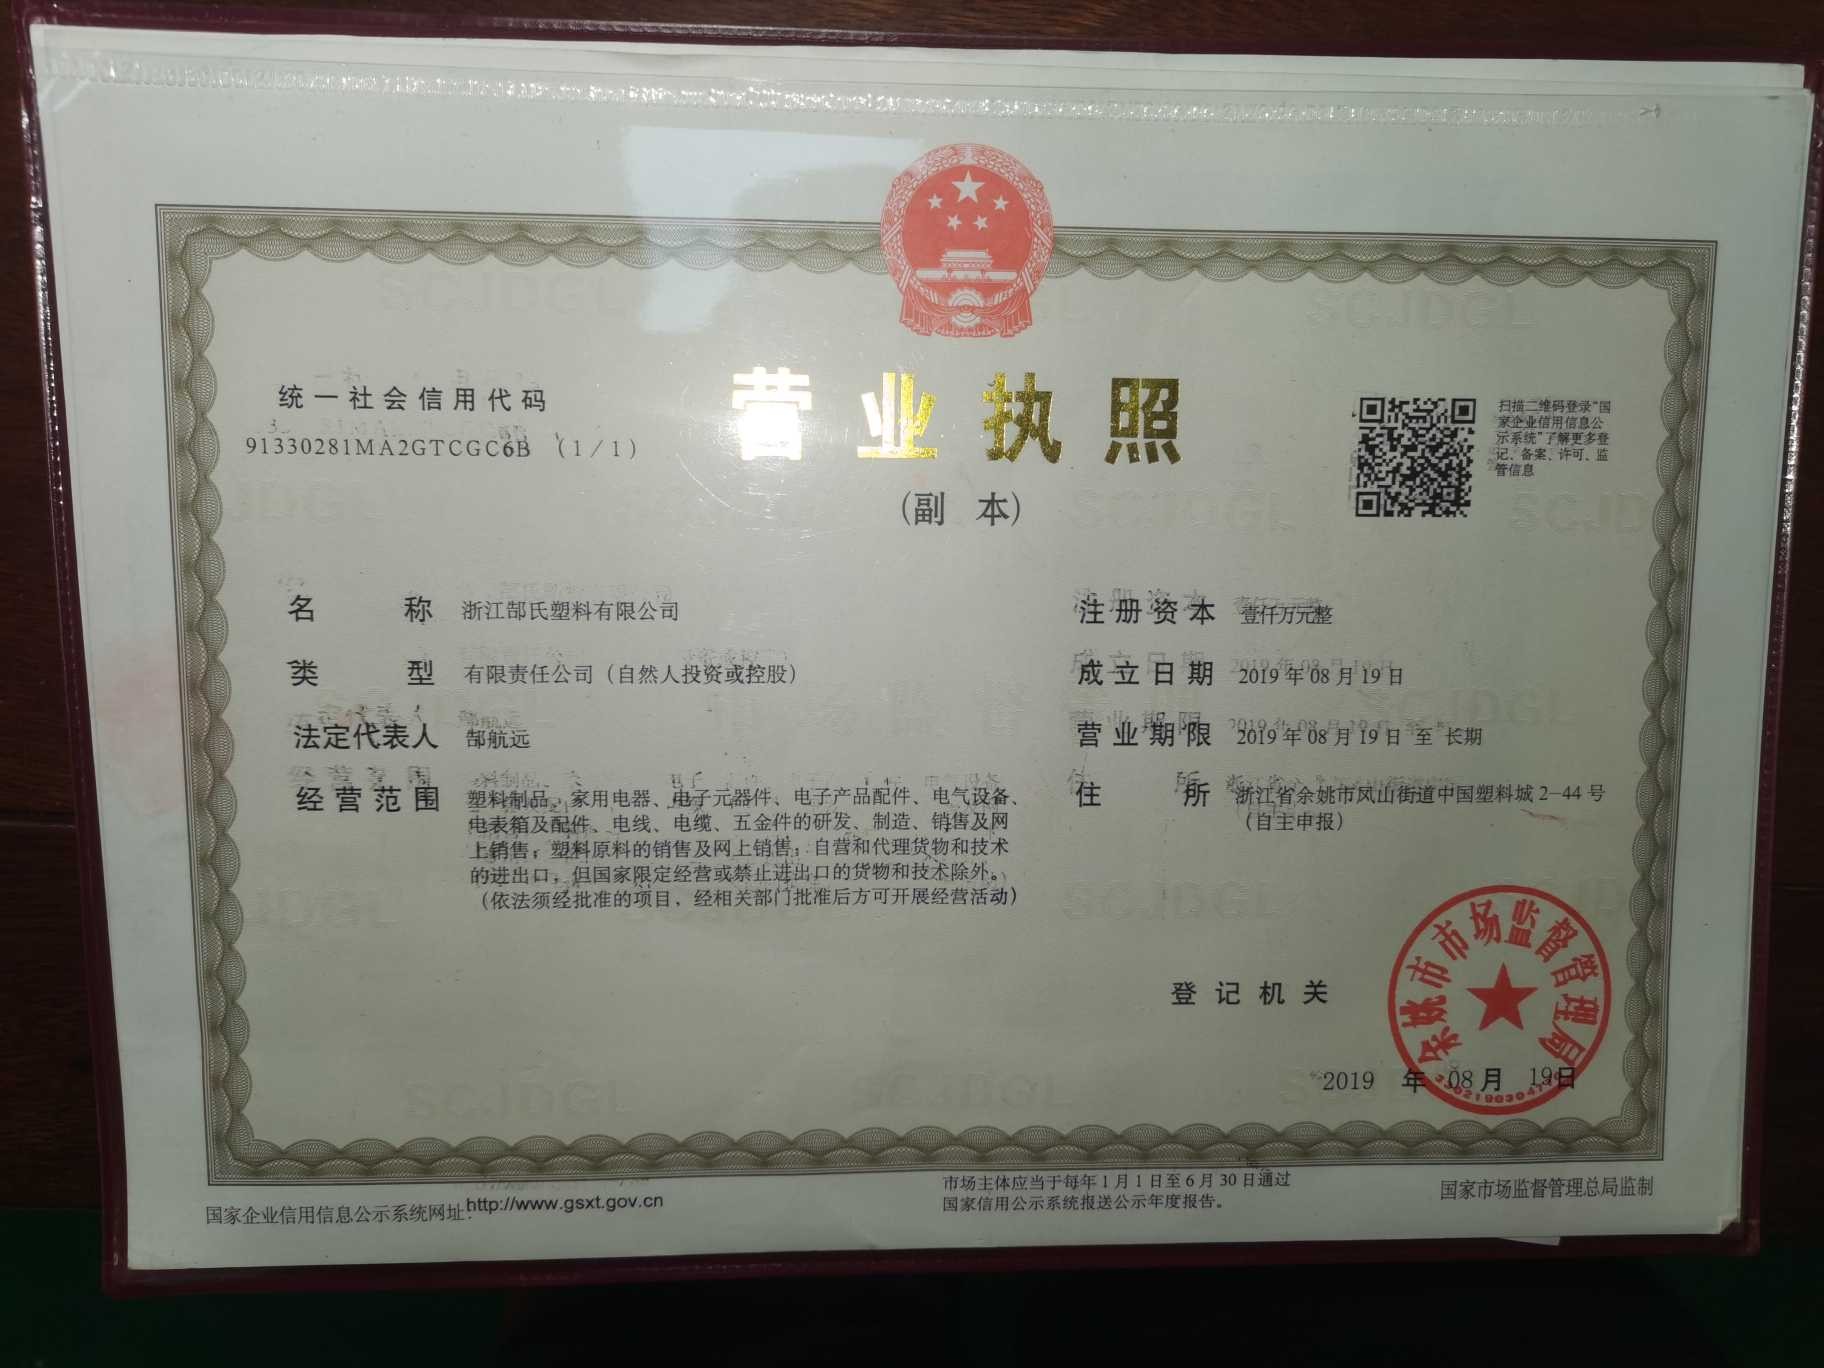 统一社会信用代码
91330281MA2GTCGC6B（1/1）
营业执照
（副 本）
扫描二维码登录“国
家企业信用信息公
示系统”了解更多登
记、备案、许可、监
管信息
名 称 浙江郜氏塑料有限公司
类 型 有限责任公司（自然人投资或控股）
法定代表人 郜航远
经营范围 塑料制品、家用电器、电子元器件、电子产品配件、电气设备、
电表箱及配件、电线、电缆、五金件的研发、制造、销售及网
上销售；塑料原料的销售及网上销售；自营和代理货物和技术
的进出口，但国家限定经营或禁止进出口的货物和技术除外。
（依法须经批准的项目，经相关部门批准后方可开展经营活动）
注册资本 壹仟万元整
成立日期 2019年08月19日
营业期限 2019年08月19日 至 长期
住 所 浙江省余姚市凤山街道中国塑料城2-44号
（自主申报）
登记机关
余姚市市场监督管理局
2019 年 08 月 19日
国家企业信用信息公示系统网址:http://www.gsxt.gov.cn
市场主体应当于每年1月1日至6月30日通过
国家信用公示系统报送公示年度报告。
国家市场监督管理总局监制
SCJDGL